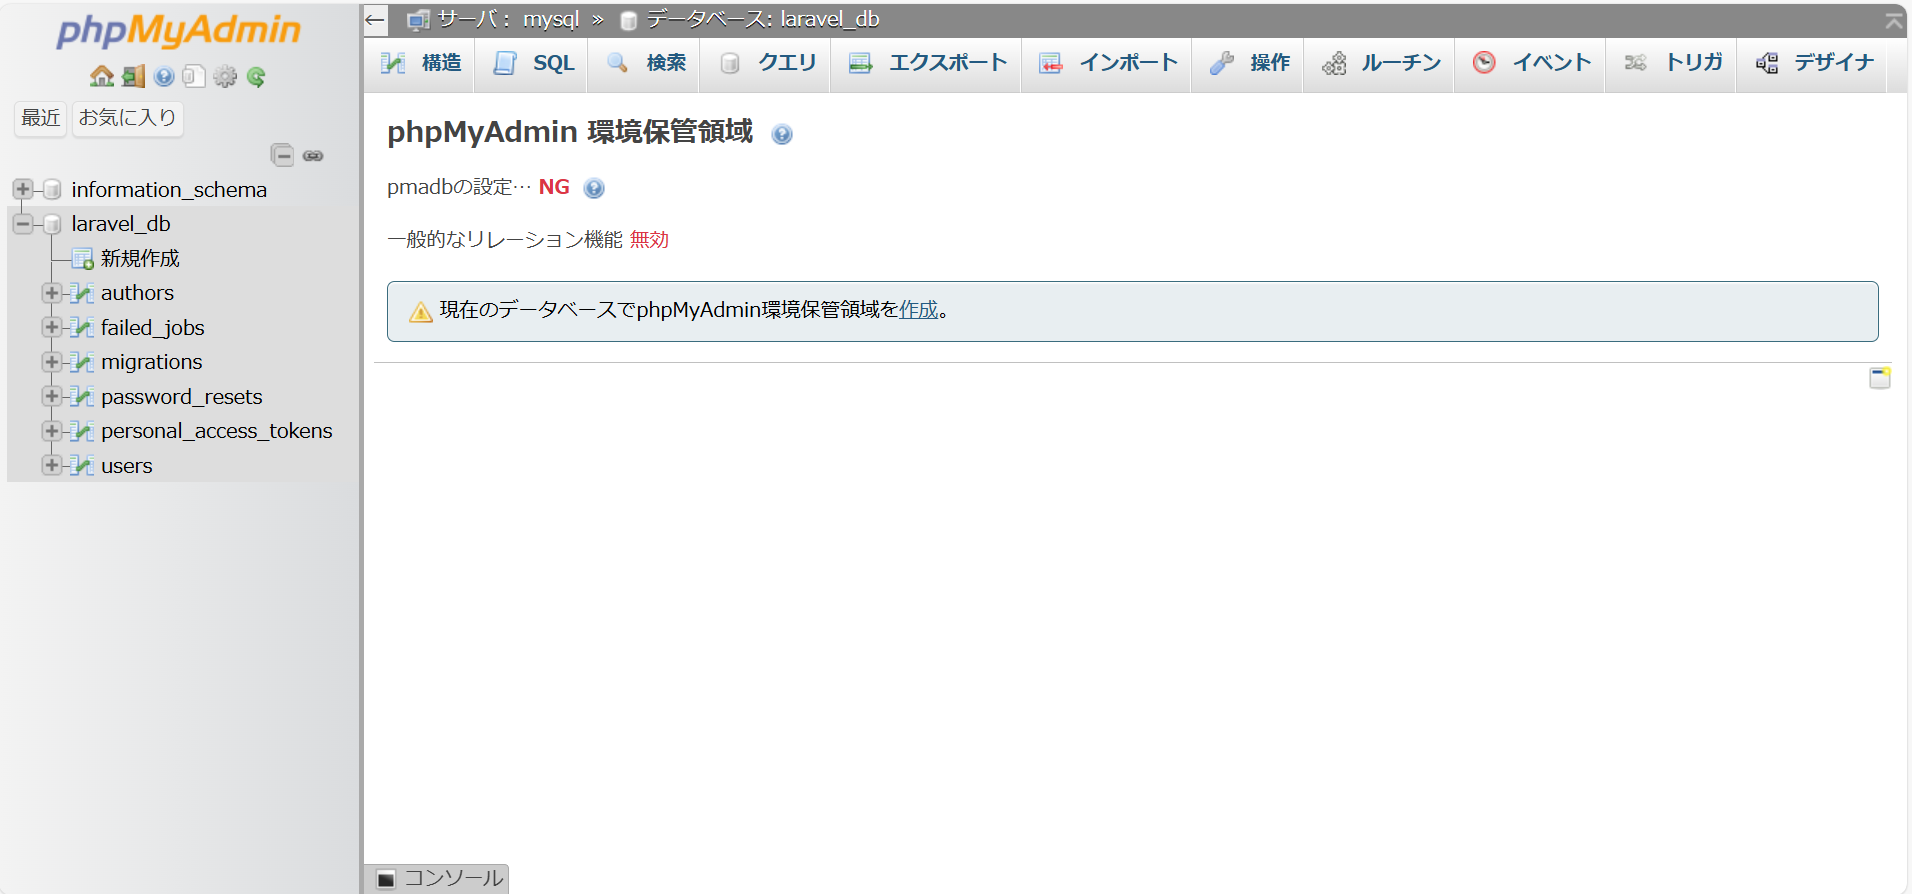 phpMyAdmin
最近 お気に入り
information_schema
laravel_db
新規作成
authors
failed_jobs
migrations
password_resets
personal_access_tokens
users
サーバ： mysql » データベース: laravel_db
構造 SQL 検索 クエリ エクスポート インポート 操作 ルーチン イベント トリガ デザイナ
phpMyAdmin 環境保管領域
pmadbの設定… NG
一般的なリレーション機能 無効
現在のデータベースでphpMyAdmin環境保管領域を作成。
コンソール